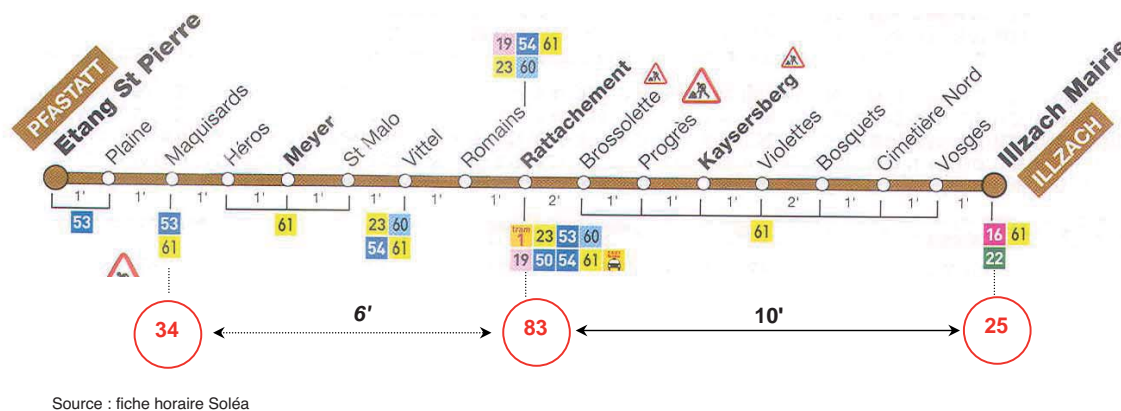 19 54 61
23 60
PFASTATT
Etang St Pierre
Plaine
Maquisards
Héros
Meyer
St Malo
Vittel
Romains
Rattachement
Brossolette
Progrès
Kaysersberg
Violettes
Bosquets
Cimetière Nord
Vosges
Illzach Mairie
ILLZACH
1' 1' 1' 1' 1' 1' 1' 1' 2' 1' 1' 1' 2' 1' 1' 1'
53
53
61
61
23 60
54 61
tram 1 23 53 60
19 50 54 61
61
16 61
22
34
6'
83
10'
25
Source : fiche horaire Soléa